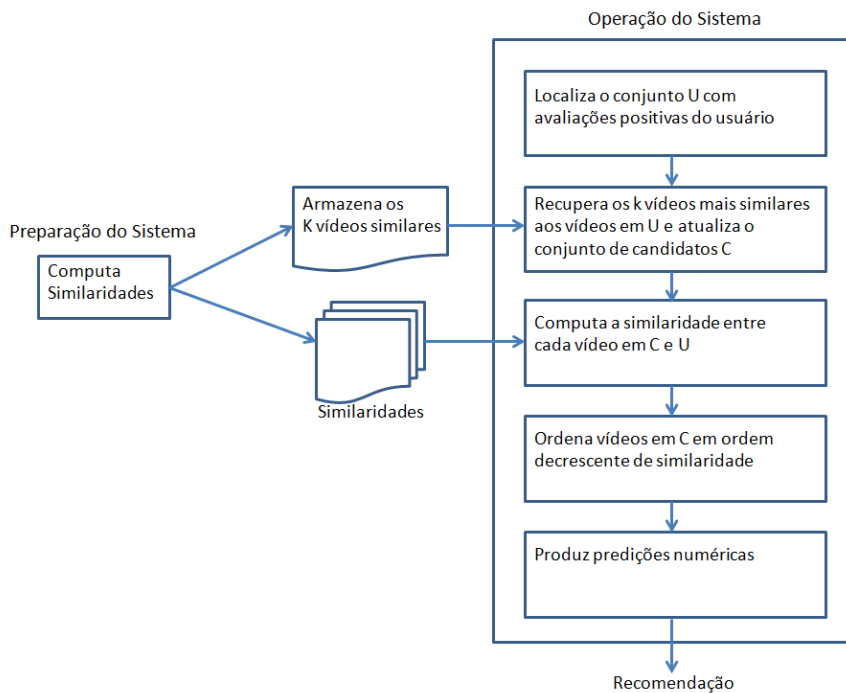 Operação do Sistema
Localiza o conjunto U com
avaliações positivas do usuário
Armazena os
K vídeos similares
Recupera os k vídeos mais similares
aos vídeos em U e atualiza o
conjunto de candidatos C
Preparação do Sistema
Computa
Similaridades
Computa a similaridade entre
cada vídeo em C e U
Similaridades
Ordena vídeos em C em ordem
decrescente de similaridade
Produz predições numéricas
Recomendação